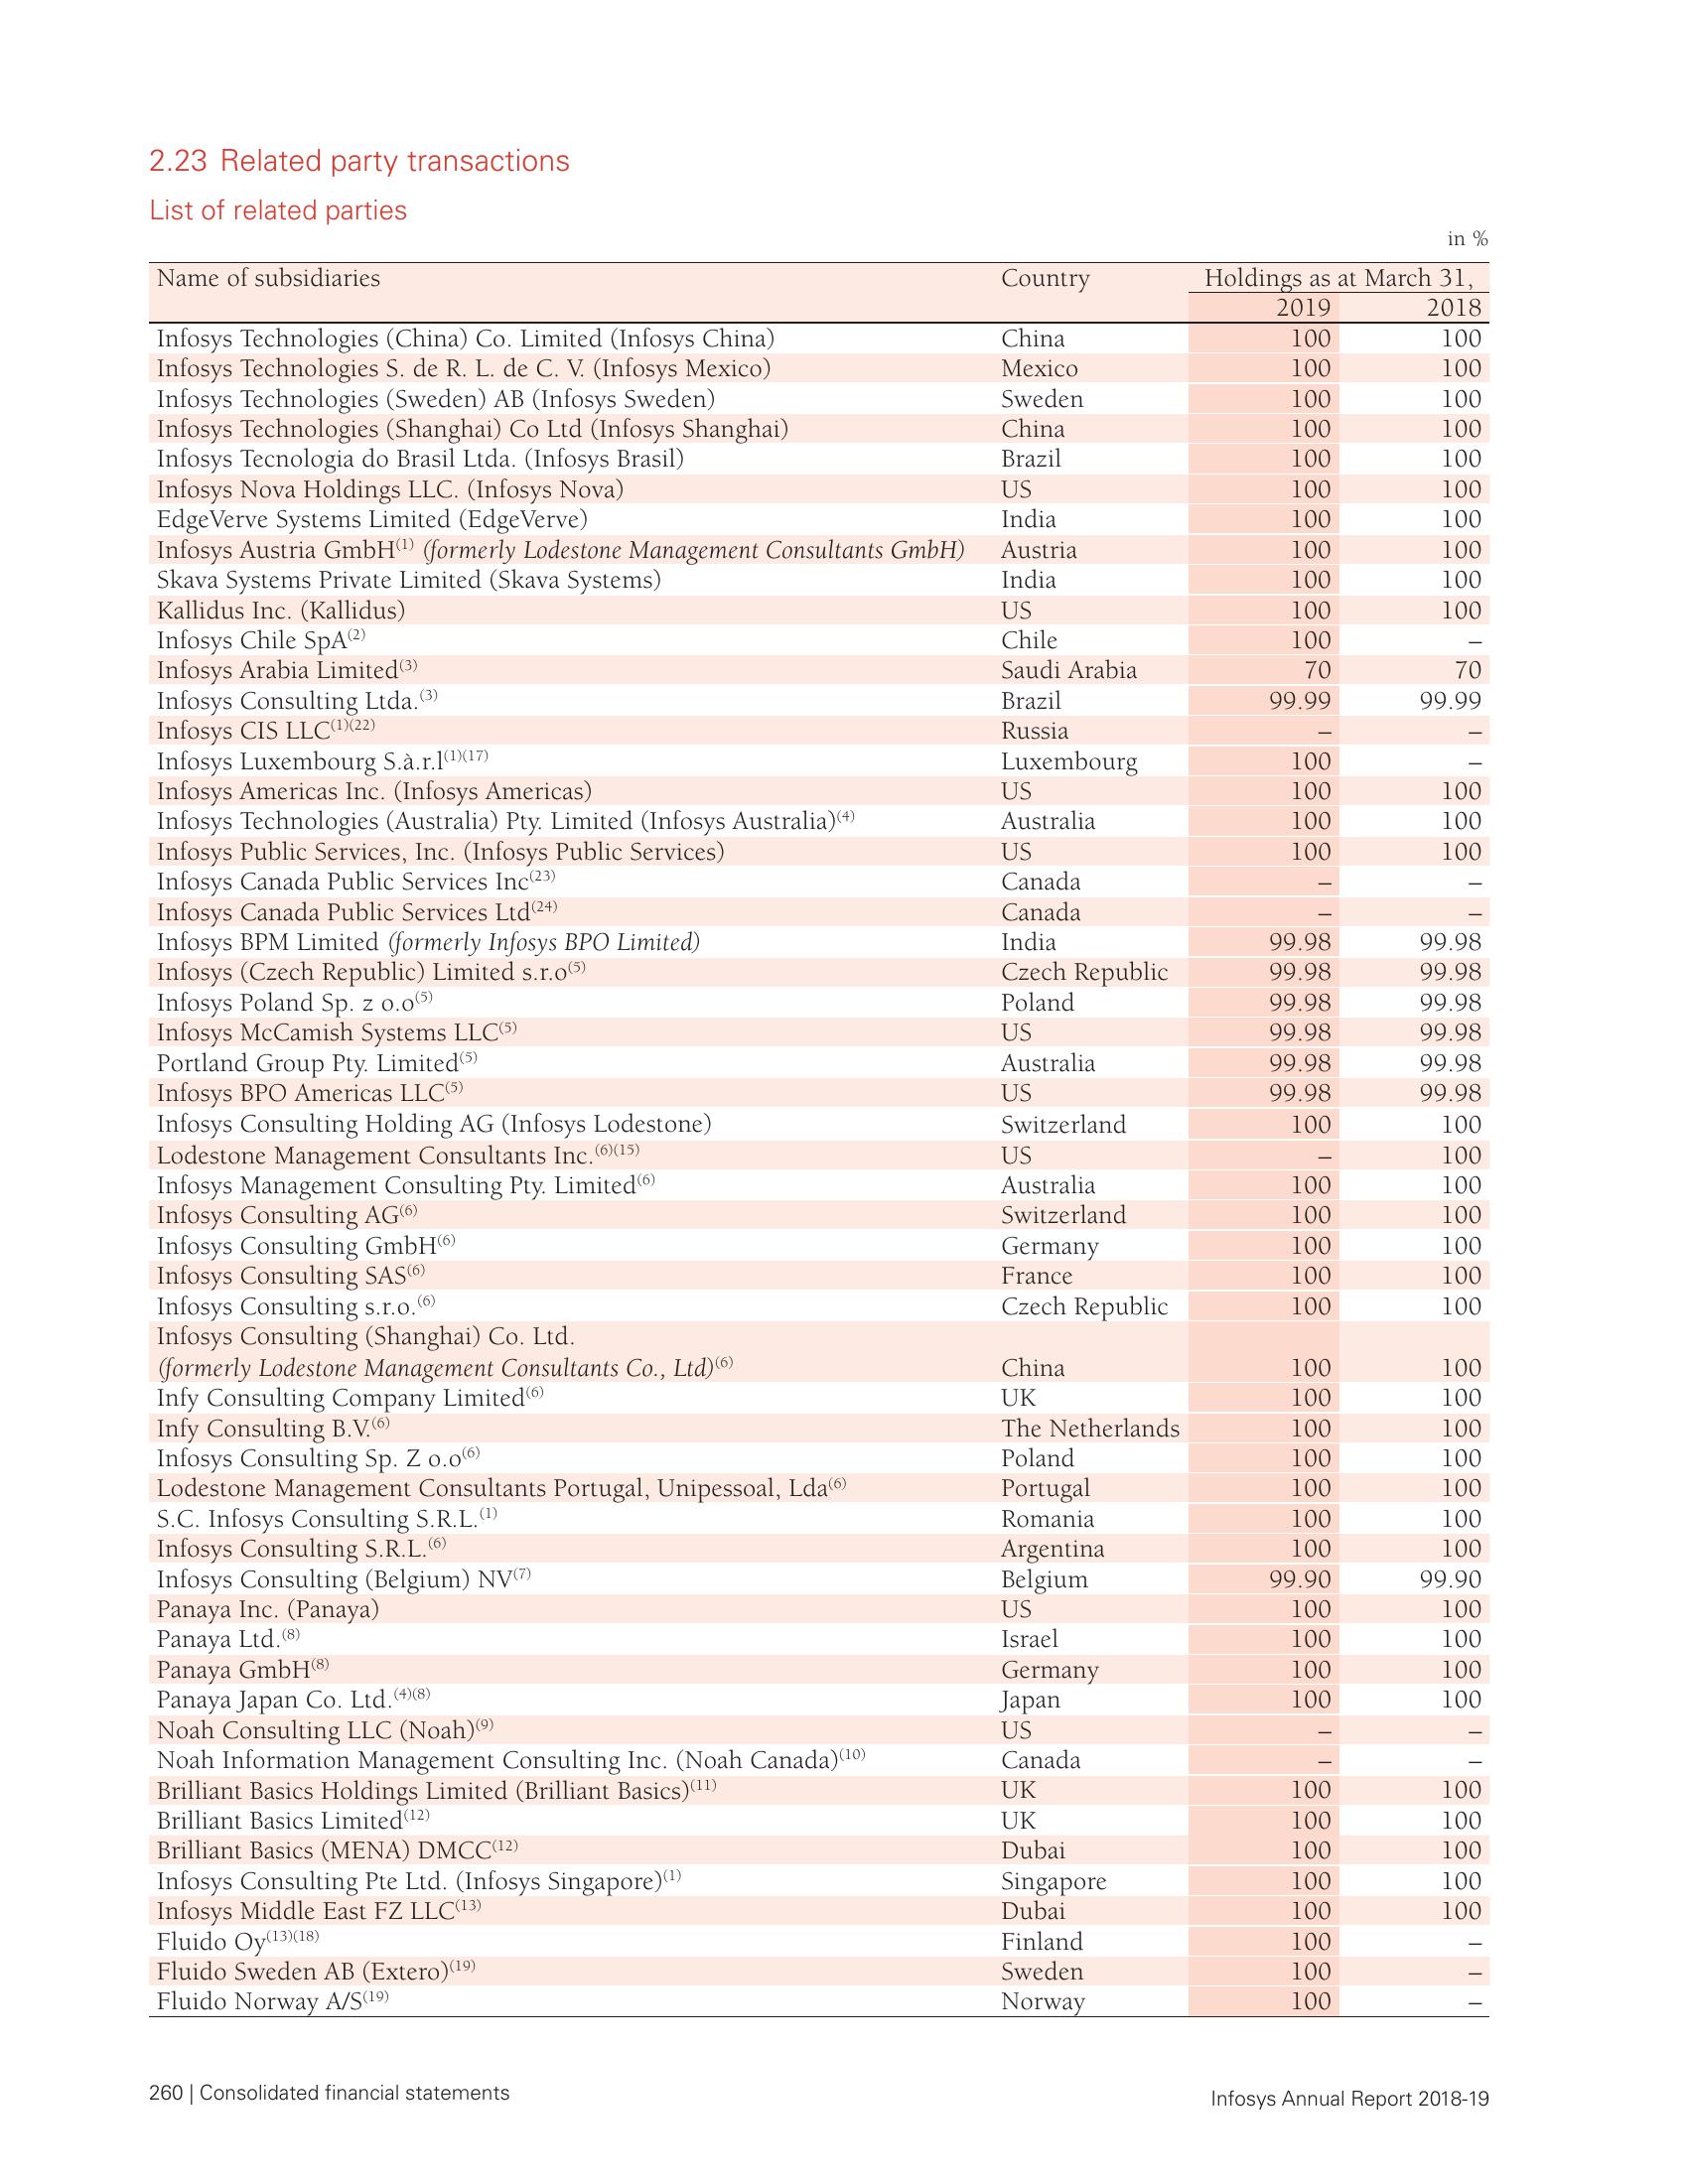 2.23 Related party transactions
List of related parties
in %
Name of subsidiaries Country Holdings as at March 31,
2019 2018
Infosys Technologies (China) Co. Limited (Infosys China) China 100 100
Infosys Technologies S. de R. L. de C. V. (Infosys Mexico) Mexico 100 100
Infosys Technologies (Sweden) AB (Infosys Sweden) Sweden 100 100
Infosys Technologies (Shanghai) Co Ltd (Infosys Shanghai) China 100 100
Infosys Tecnologia do Brasil Ltda. (Infosys Brasil) Brazil 100 100
Infosys Nova Holdings LLC. (Infosys Nova) US 100 100
EdgeVerve Systems Limited (EdgeVerve) India 100 100
Infosys Austria GmbH(1) (formerly Lodestone Management Consultants GmbH) Austria 100 100
Skava Systems Private Limited (Skava Systems) India 100 100
Kallidus Inc. (Kallidus) US 100 100
Infosys Chile SpA(2) Chile 100 –
Infosys Arabia Limited(3) Saudi Arabia 70 70
Infosys Consulting Ltda.(3) Brazil 99.99 99.99
Infosys CIS LLC(1)(22) Russia – –
Infosys Luxembourg S.à.r.l(1)(17) Luxembourg 100 –
Infosys Americas Inc. (Infosys Americas) US 100 100
Infosys Technologies (Australia) Pty. Limited (Infosys Australia)(4) Australia 100 100
Infosys Public Services, Inc. (Infosys Public Services) US 100 100
Infosys Canada Public Services Inc(23) Canada – –
Infosys Canada Public Services Ltd(24) Canada – –
Infosys BPM Limited (formerly Infosys BPO Limited) India 99.98 99.98
Infosys (Czech Republic) Limited s.r.o(5) Czech Republic 99.98 99.98
Infosys Poland Sp. z o.o(5) Poland 99.98 99.98
Infosys McCamish Systems LLC(5) US 99.98 99.98
Portland Group Pty. Limited(5) Australia 99.98 99.98
Infosys BPO Americas LLC(5) US 99.98 99.98
Infosys Consulting Holding AG (Infosys Lodestone) Switzerland 100 100
Lodestone Management Consultants Inc.(6)(15) US – 100
Infosys Management Consulting Pty. Limited(6) Australia 100 100
Infosys Consulting AG(6) Switzerland 100 100
Infosys Consulting GmbH(6) Germany 100 100
Infosys Consulting SAS(6) France 100 100
Infosys Consulting s.r.o.(6) Czech Republic 100 100
Infosys Consulting (Shanghai) Co. Ltd.
(formerly Lodestone Management Consultants Co., Ltd)(6) China 100 100
Infy Consulting Company Limited(6) UK 100 100
Infy Consulting B.V.(6) The Netherlands 100 100
Infosys Consulting Sp. Z o.o(6) Poland 100 100
Lodestone Management Consultants Portugal, Unipessoal, Lda(6) Portugal 100 100
S.C. Infosys Consulting S.R.L.(1) Romania 100 100
Infosys Consulting S.R.L.(6) Argentina 100 100
Infosys Consulting (Belgium) NV(7) Belgium 99.90 99.90
Panaya Inc. (Panaya) US 100 100
Panaya Ltd.(8) Israel 100 100
Panaya GmbH(8) Germany 100 100
Panaya Japan Co. Ltd.(4)(8) Japan 100 100
Noah Consulting LLC (Noah)(9) US – –
Noah Information Management Consulting Inc. (Noah Canada)(10) Canada – –
Brilliant Basics Holdings Limited (Brilliant Basics)(11) UK 100 100
Brilliant Basics Limited(12) UK 100 100
Brilliant Basics (MENA) DMCC(12) Dubai 100 100
Infosys Consulting Pte Ltd. (Infosys Singapore)(1) Singapore 100 100
Infosys Middle East FZ LLC(13) Dubai 100 100
Fluido Oy(13)(18) Finland 100 –
Fluido Sweden AB (Extero)(19) Sweden 100 –
Fluido Norway A/S(19) Norway 100 –
260 | Consolidated financial statements
Infosys Annual Report 2018-19